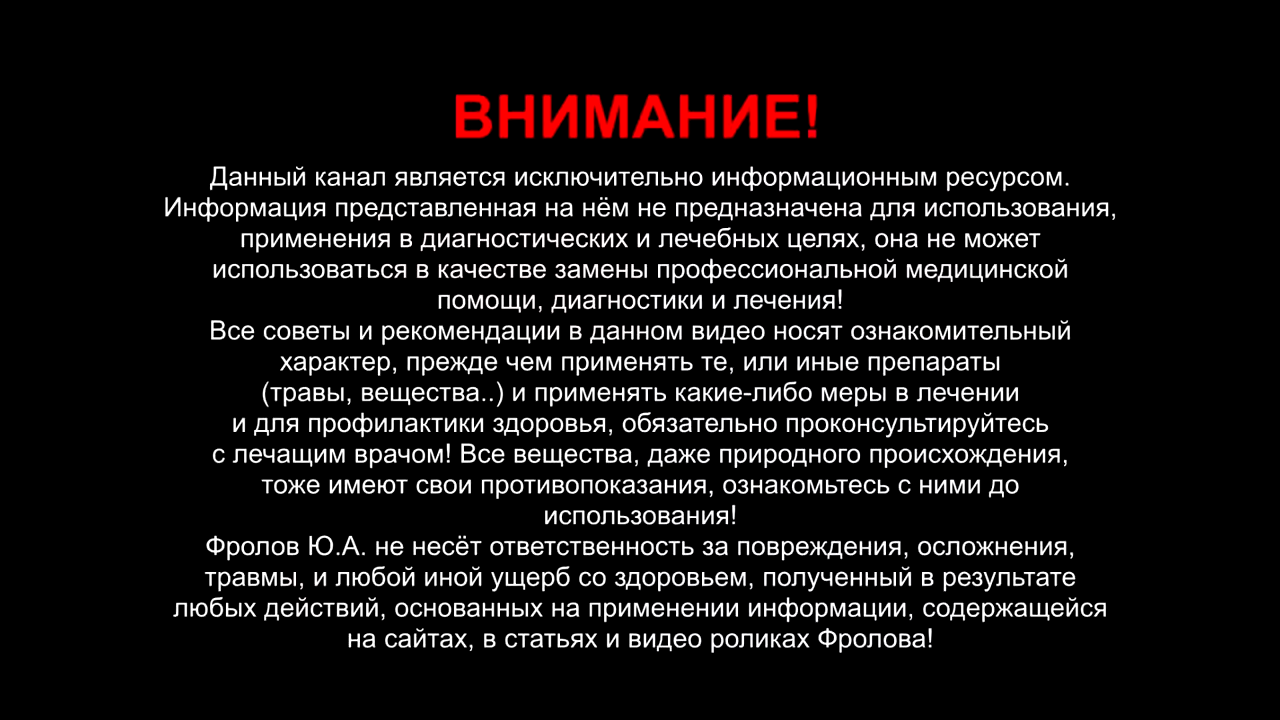 ВНИМАНИЕ!
Данный канал является исключительно информационным ресурсом.
Информация представленная на нём не предназначена для использования,
применения в диагностических и лечебных целях, она не может
использоваться в качестве замены профессиональной медицинской
помощи, диагностики и лечения!
Все советы и рекомендации в данном видео носят ознакомительный
характер, прежде чем применять те, или иные препараты
(травы, вещества..) и применять какие-либо меры в лечении
и для профилактики здоровья, обязательно проконсультируйтесь
с лечащим врачом! Все вещества, даже природного происхождения,
тоже имеют свои противопоказания, ознакомьтесь с ними до
использования!
Фролов Ю.А. не несёт ответственность за повреждения, осложнения,
травмы, и любой иной ущерб со здоровьем, полученный в результате
любых действий, основанных на применении информации, содержащейся
на сайтах, в статьях и видео роликах Фролова!